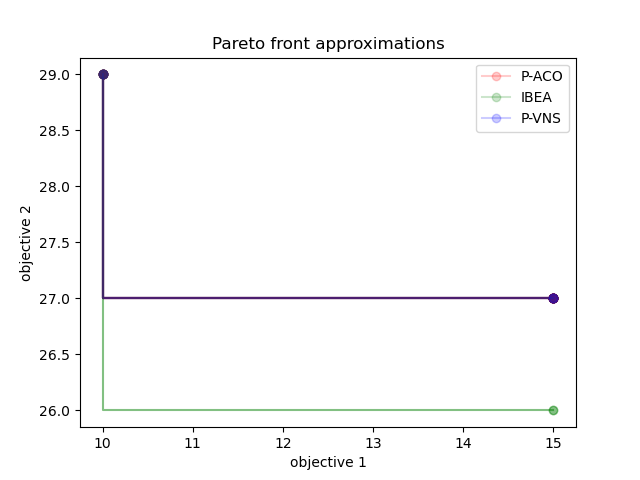 Pareto front approximations
objective 2
29.0
28.5
28.0
27.5
27.0
26.5
26.0
P-ACO
IBEA
P-VNS
10 11 12 13 14 15
objective 1